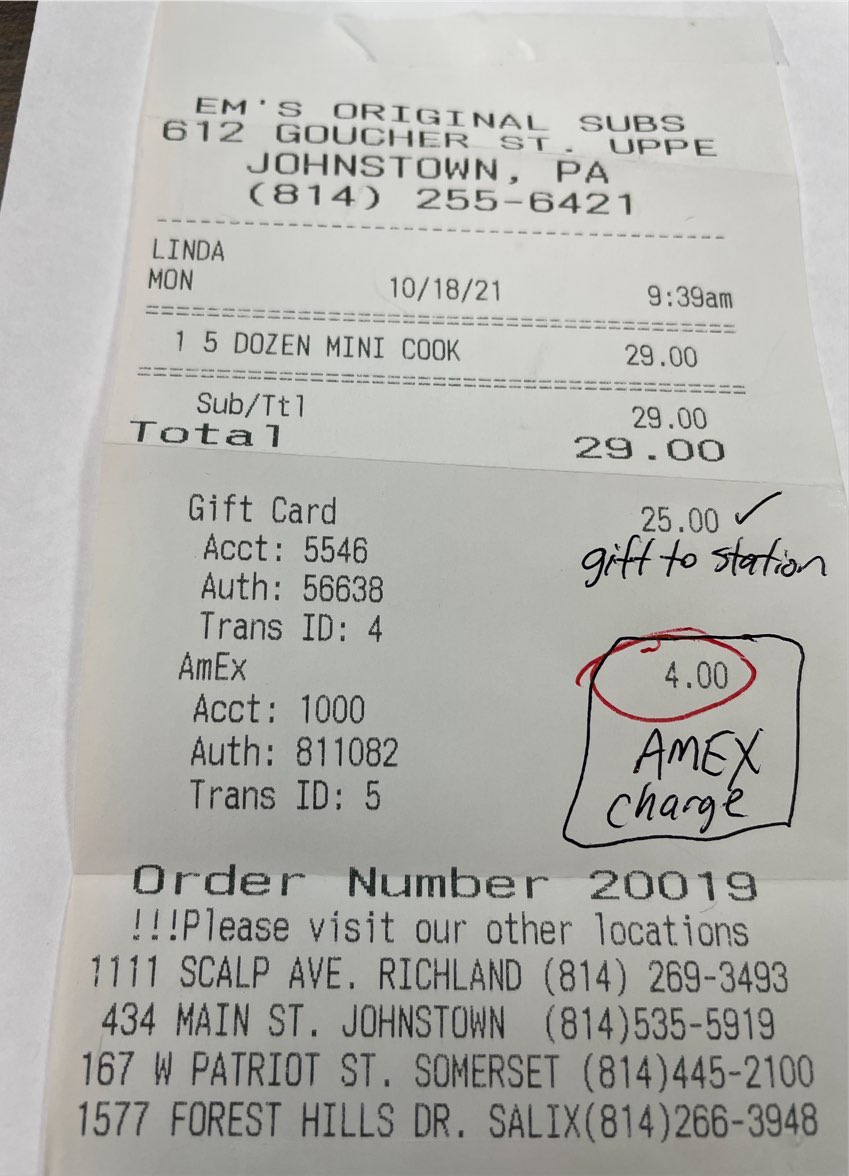 EM'S ORIGINAL SUBS
612 GOUCHER ST. UPPE
JOHNSTOWN, PA
(814) 255-6421
LINDA
MON 10/18/21 9:39am
1 5 DOZEN MINI COOK 29.00
Sub/Ttl 29.00
Total 29.00
Gift Card 25.00 ✓
gift to station
Acct: 5546
Auth: 56638
Trans ID: 4
AmEx 4.00
Acct: 1000
AMEX
charge
Auth: 811082
Trans ID: 5
Order Number 20019
!!!Please visit our other locations
1111 SCALP AVE. RICHLAND (814) 269-3493
434 MAIN ST. JOHNSTOWN (814)535-5919
167 W PATRIOT ST. SOMERSET (814)445-2100
1577 FOREST HILLS DR. SALIX(814)266-3948